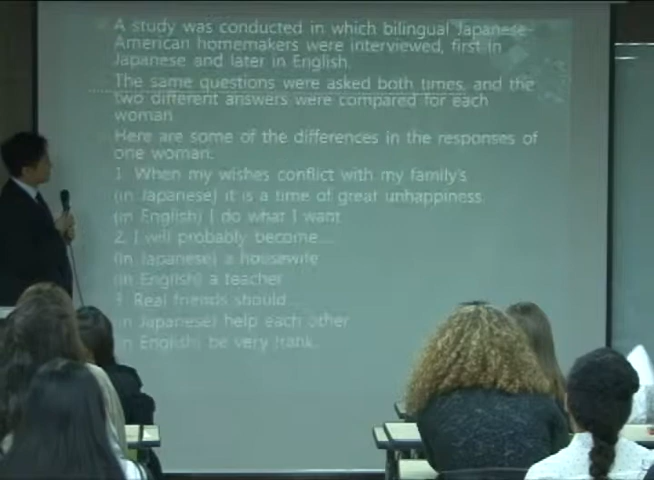 A study was conducted in which bilingual Japanese-
American homemakers were interviewed, first in
Japanese and later in English.
The same questions were asked both times, and the
two different answers were compared for each
woman.
Here are some of the differences in the responses of
one woman:
1. When my wishes conflict with my family's
(in Japanese) it is a time of great unhappiness.
(in English) I do what I want.
2. I will probably become...
(in Japanese) a housewife
(in English) a teacher
3. Real friends should...
in Japanese) help each other
in English) be very frank.